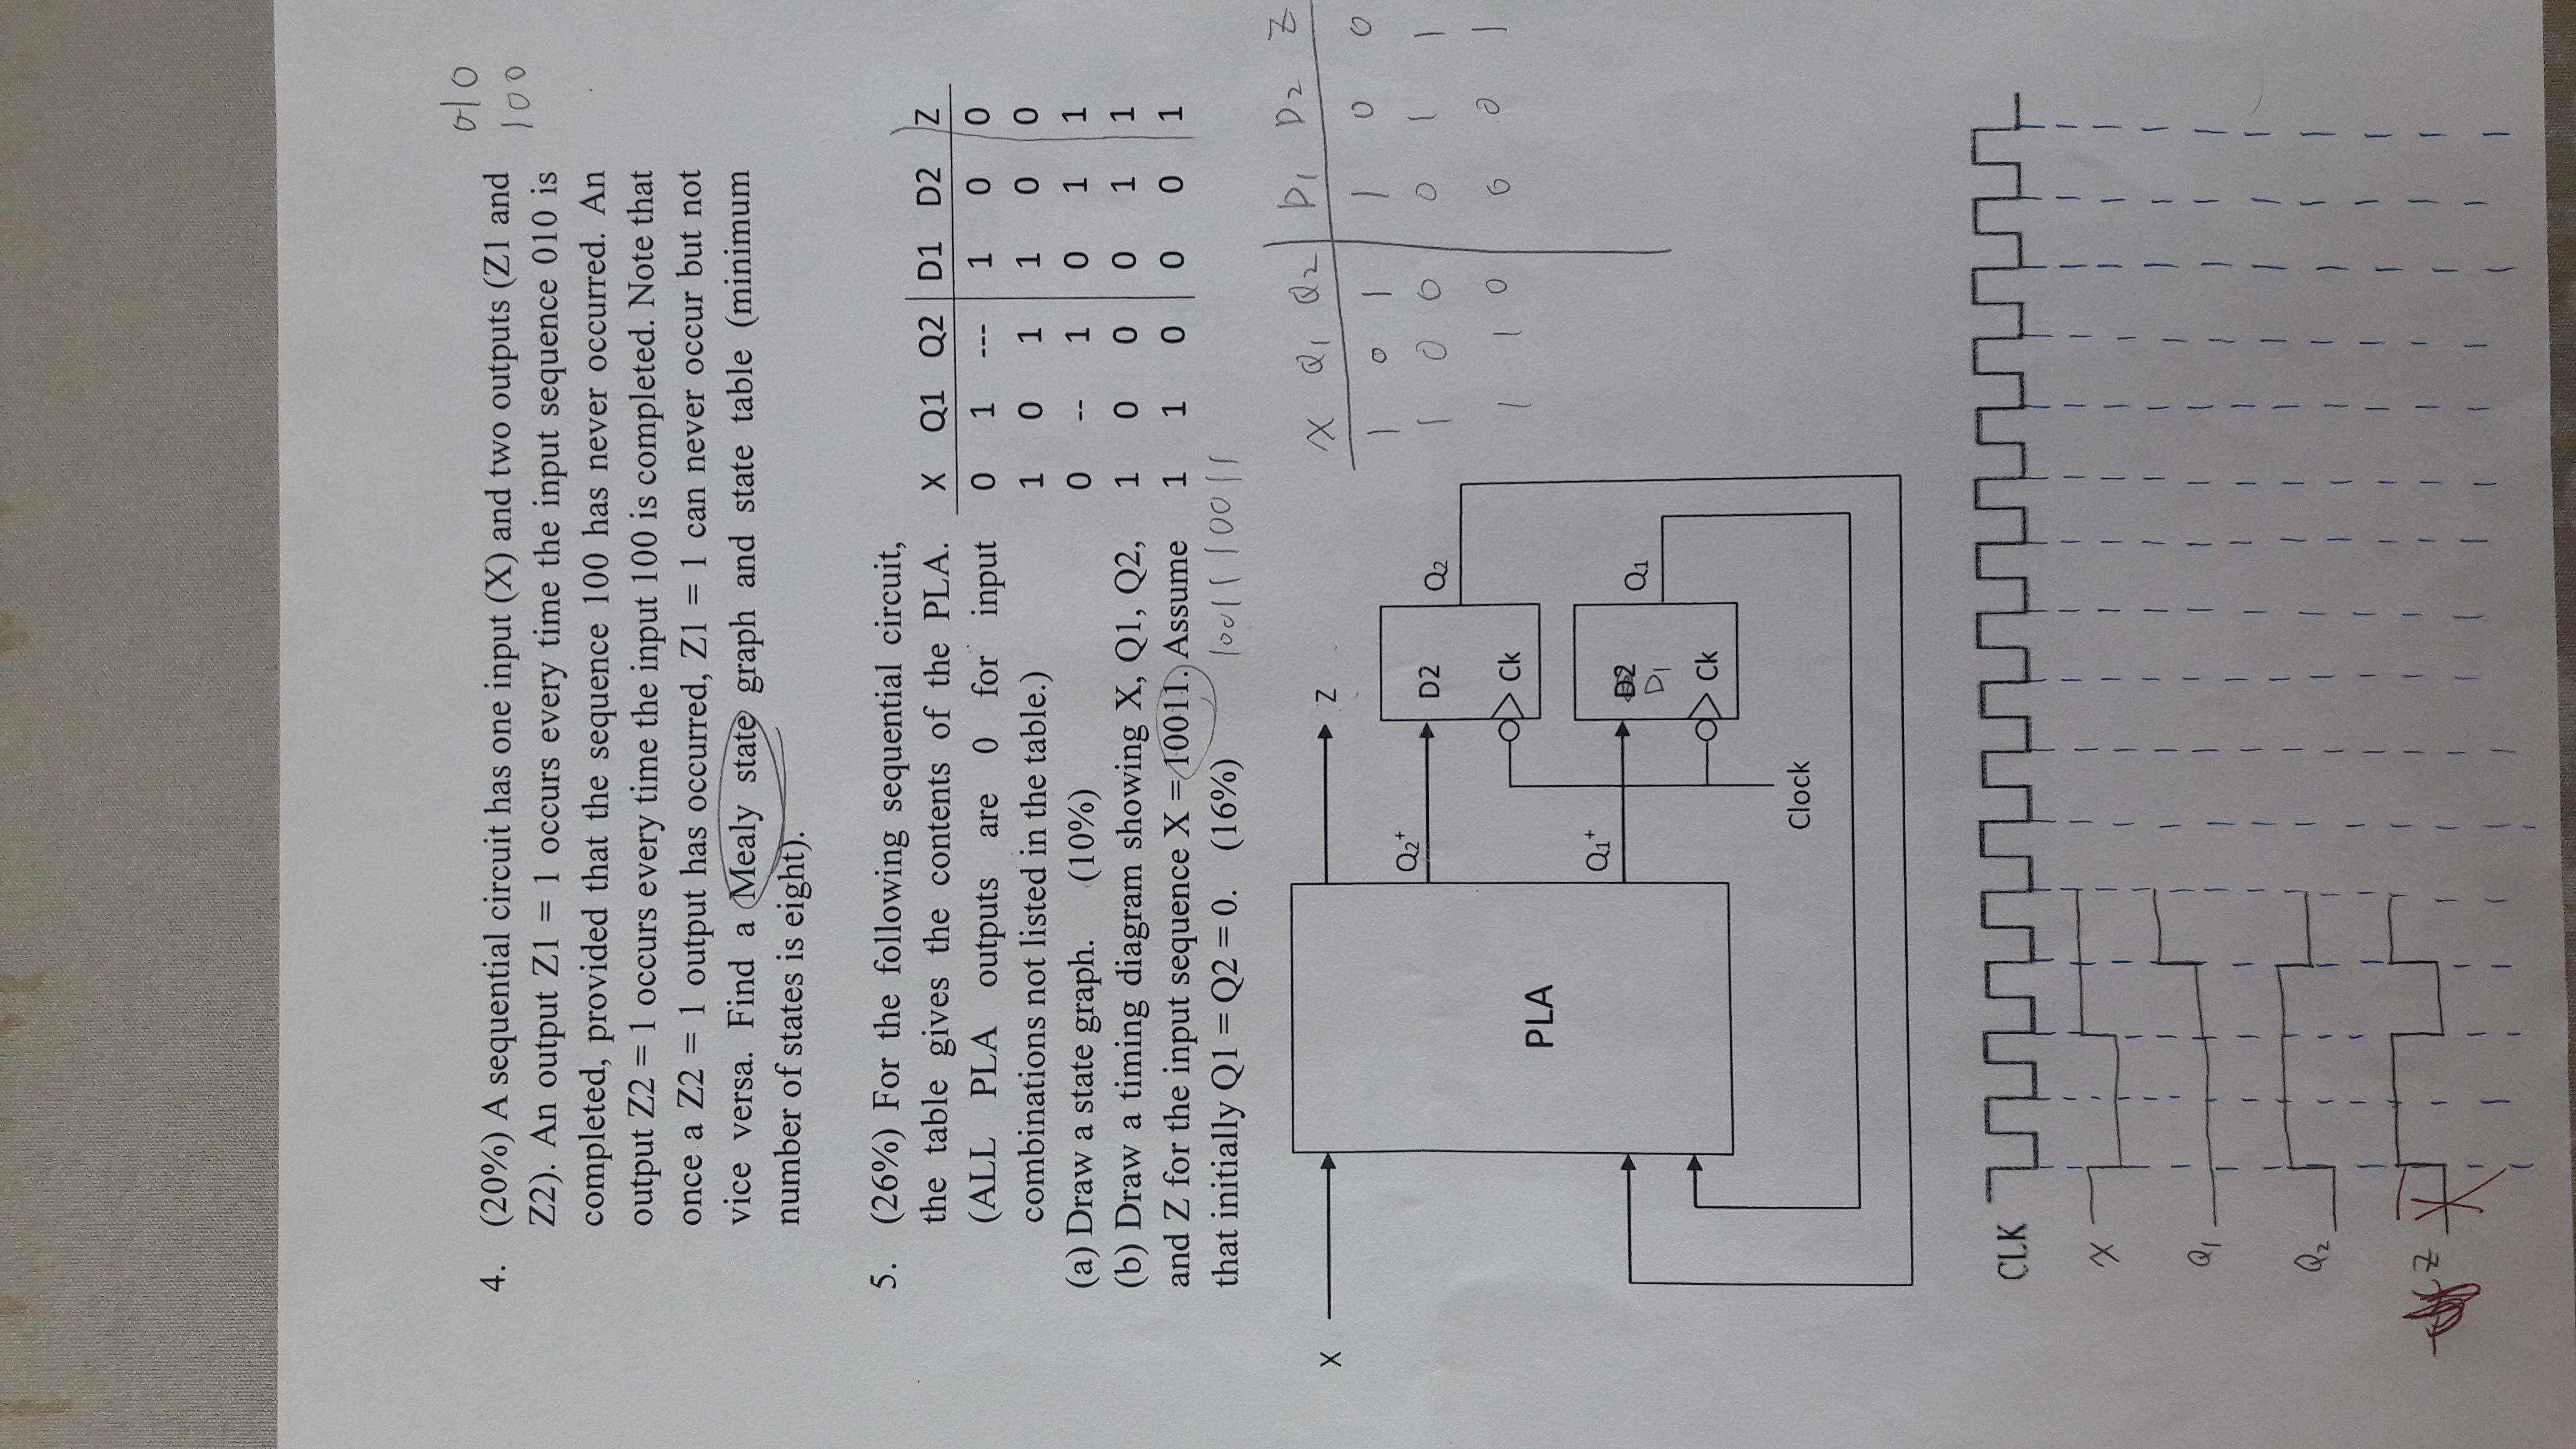 010
4. (20%) A sequential circuit has one input (X) and two outputs (Z1 and
100
Z2). An output Z1 = 1 occurs every time the input sequence 010 is
completed, provided that the sequence 100 has never occurred. An
output Z2 = 1 occurs every time the input 100 is completed. Note that
once a Z2 = 1 output has occurred, Z1 = 1 can never occur but not
vice versa. Find a Mealy state graph and state table (minimum
number of states is eight).
5. (26%) For the following sequential circuit,
the table gives the contents of the PLA.
(ALL PLA outputs are 0 for input
combinations not listed in the table.)
(a) Draw a state graph. (10%)
(b) Draw a timing diagram showing X, Q1, Q2,
and Z for the input sequence X = 10011. Assume
that initially Q1 = Q2 = 0. (16%)
X Q1 Q2 D1 D2 Z
0 1 --- 1 0 0
1 0 1 1 0 0
0 -- 1 0 1 1
1 0 0 0 1 1
1 1 0 0 0 1
10011 10011
X Q1 Q2 D1 D2 Z
1 0 1 1 0 0
1 0 0 0 1 1
1 1 0 0 0 1
X
Z
Q2+
D2
Q2
Ck
PLA
Q1+
D2
D1
Q1
Ck
Clock
CLK
X
Q1
Q2
Z